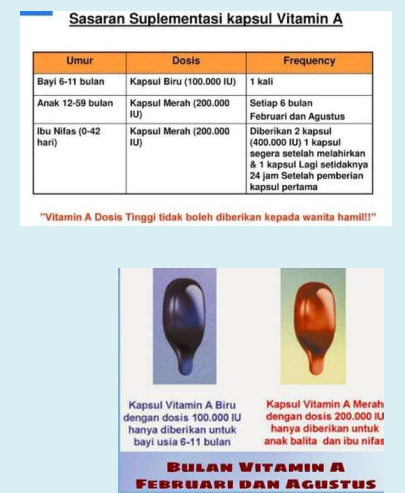 Sasaran Suplementasi kapsul Vitamin A
Umur Dosis Frequency
Bayi 6-11 bulan Kapsul Biru (100.000 IU) 1 kali
Anak 12-59 bulan Kapsul Merah (200.000 IU) Setiap 6 bulan
Februari dan Agustus
Ibu Nifas (0-42 hari) Kapsul Merah (200.000 IU) Diberikan 2 kapsul
(400.000 IU) 1 kapsul
segera setelah melahirkan
& 1 kapsul Lagi setidaknya
24 jam Setelah pemberian
kapsul pertama
"Vitamin A Dosis Tinggi tidak boleh diberikan kepada wanita hamil!!"
Kapsul Vitamin A Biru
dengan dosis 100.000 IU
hanya diberikan untuk
bayi usia 6-11 bulan
Kapsul Vitamin A Merah
dengan dosis 200.000 IU
hanya diberikan untuk
anak balita dan ibu nifas
Bulan Vitamin A
Februari dan Agustus